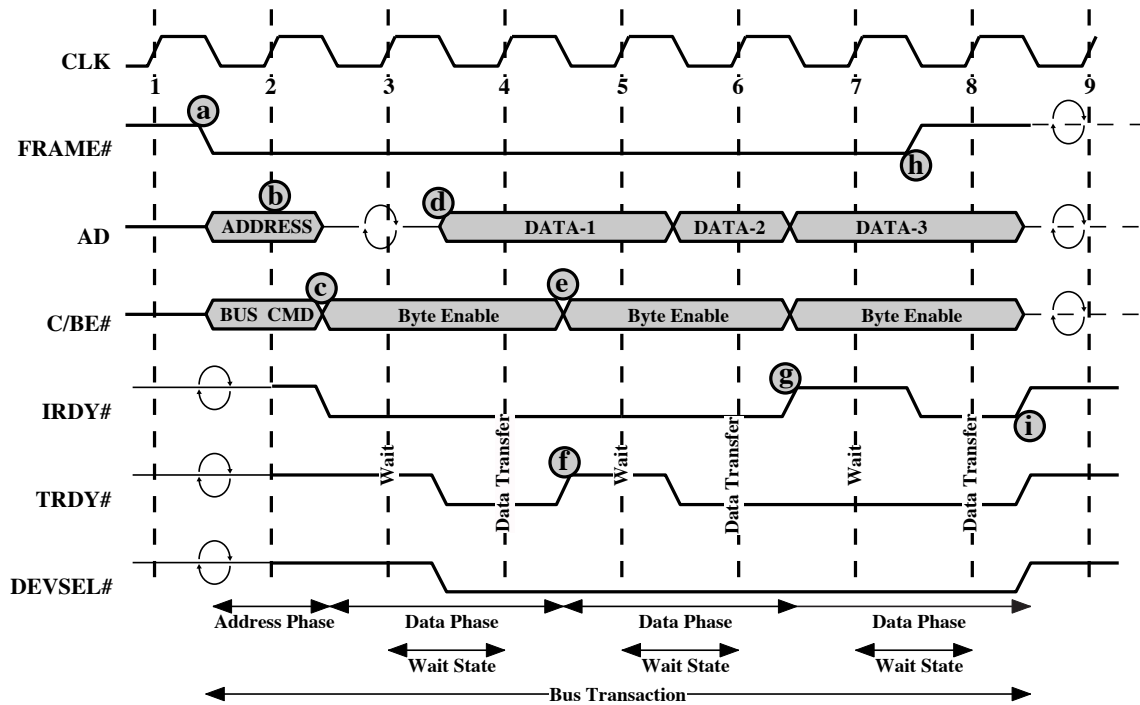 CLK
1 2 3 4 5 6 7 8 9
a
FRAME#
h
b
d
ADDRESS
DATA-1
DATA-2
DATA-3
AD
c
e
BUS CMD
Byte Enable
Byte Enable
Byte Enable
C/BE#
g
IRDY#
i
Wait
Data Transfer
Wait
Data Transfer
Wait
Data Transfer
f
TRDY#
DEVSEL#
Address Phase
Data Phase
Data Phase
Data Phase
Wait State
Wait State
Wait State
Bus Transaction